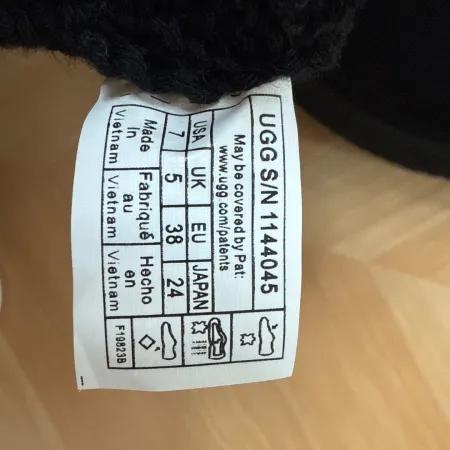 UGG S/N 1144045
May be covered by Pat:
www.ugg.com/patents
USA UK EU JAPAN
7 5 38 24
Made in Vietnam
Fabriqué au Vietnam
Hecho en Vietnam
F19823B